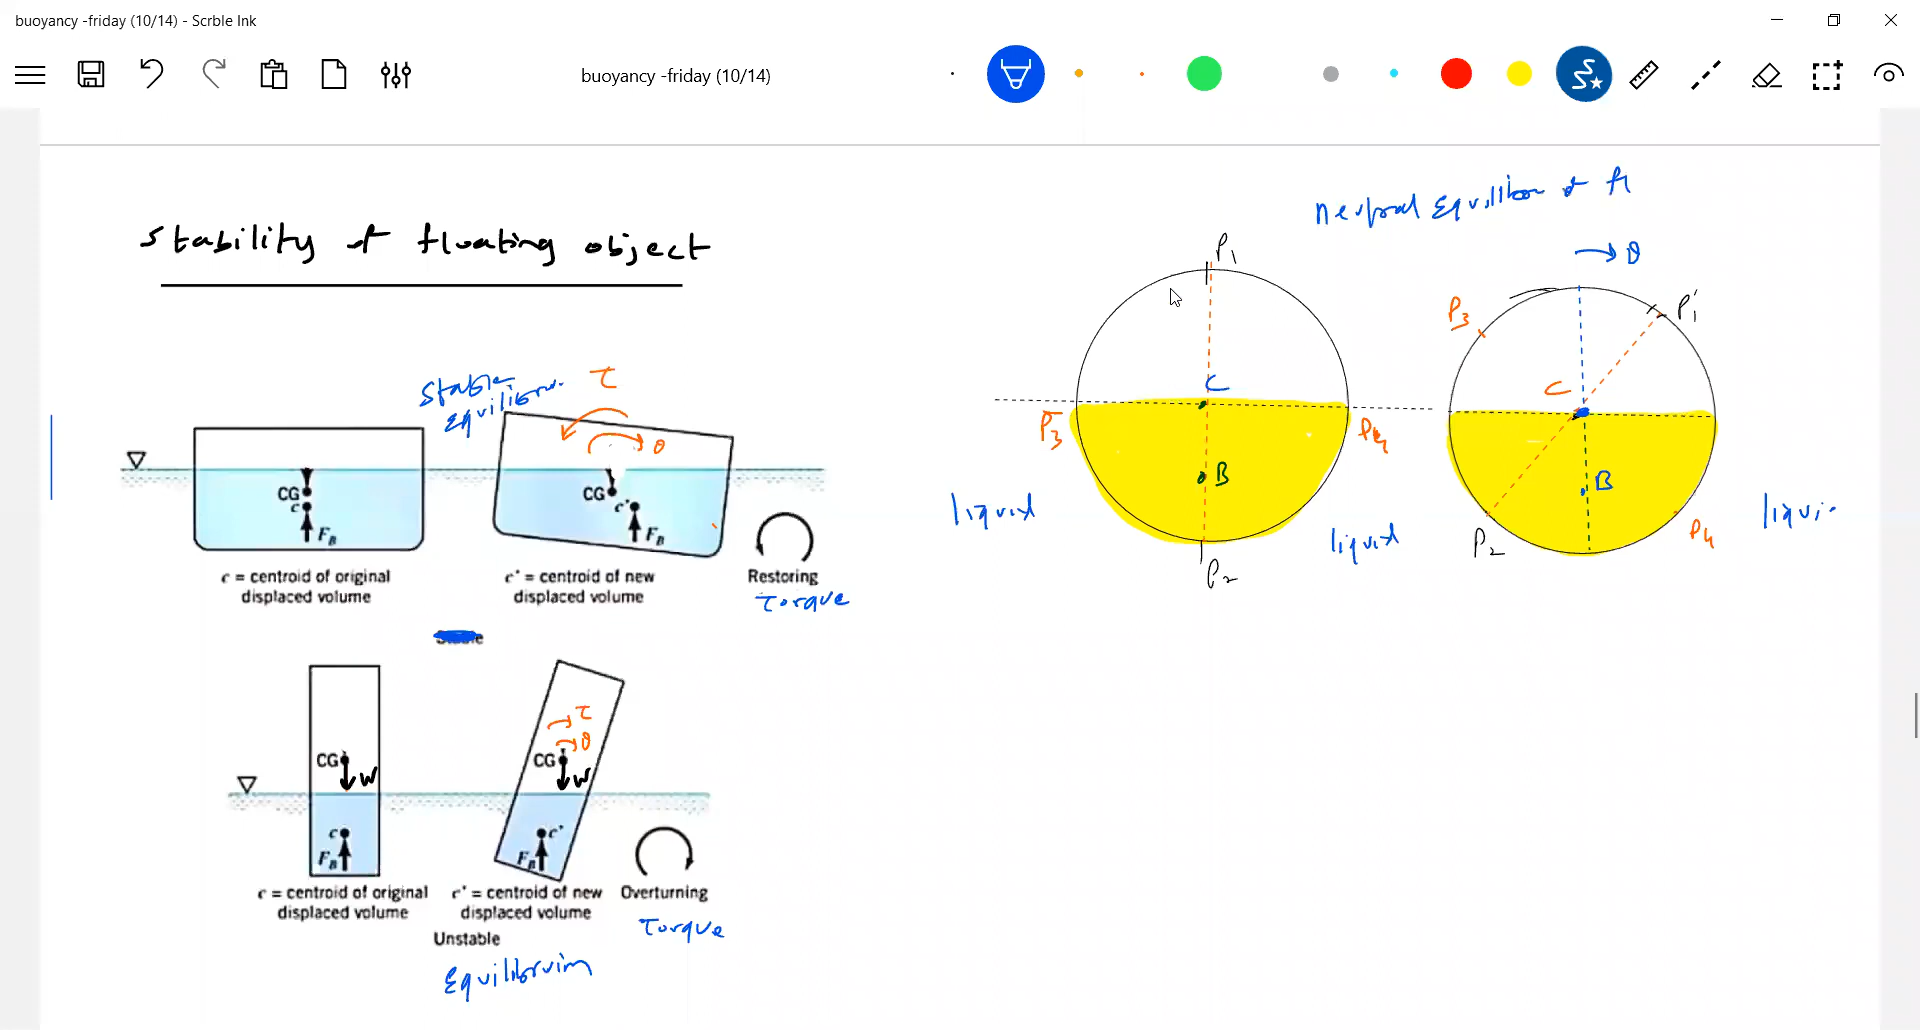 buoyancy -friday (10/14) - Scrble Ink
buoyancy -friday (10/14)
Stability of floating object
Stable
Equilibrium
τ
θ
CG
c
F_B
CG
c'
F_B
c = centroid of original
displaced volume
c' = centroid of new
displaced volume
Restoring
Torque
CG
W
c
F_B
τ
θ
CG
W
c'
F_B
c = centroid of original
displaced volume
c' = centroid of new
displaced volume
Overturning
Torque
Unstable
Equilibrium
Neutral Equilibrium of
P1
C
P3
P4
B
liquid
liquid
P2
θ
P3
P1'
C
B
P2
P4